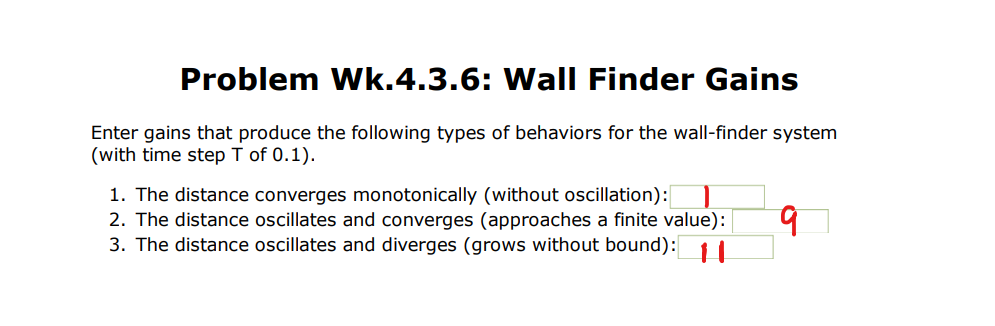 Problem Wk.4.3.6: Wall Finder Gains
Enter gains that produce the following types of behaviors for the wall-finder system
(with time step T of 0.1).
1. The distance converges monotonically (without oscillation): 1
2. The distance oscillates and converges (approaches a finite value): 9
3. The distance oscillates and diverges (grows without bound): 11